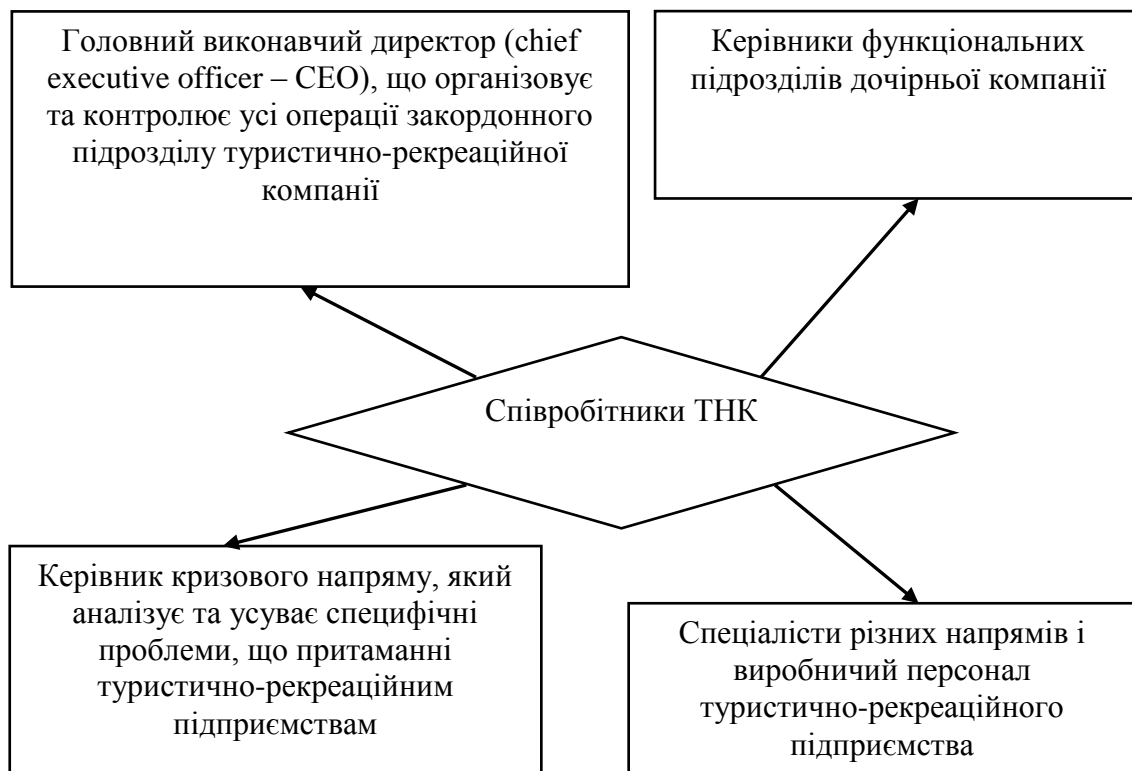 Головний виконавчий директор (chief
executive officer – CEO), що організовує
та контролює усі операції закордонного
підрозділу туристично-рекреаційної
компанії
Керівники функціональних
підрозділів дочірньої компанії
Співробітники ТНК
Керівник кризового напряму, який
аналізує та усуває специфічні
проблеми, що притаманні
туристично-рекреаційним
підприємствам
Спеціалісти різних напрямів і
виробничий персонал
туристично-рекреаційного
підприємства